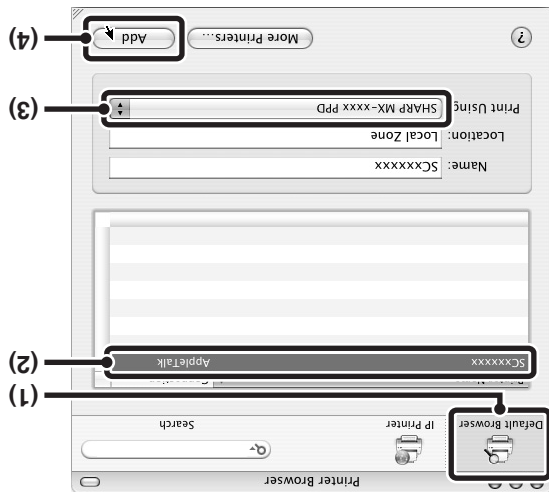 Printer Browser
Default Browser IP Printer Search
(1)
SCxxxxxx AppleTalk (2)
Name: SCxxxxxx
Location: Local Zone
Print Using: SHARP MX-xxxx PPD (3)
? More Printers... Add (4)